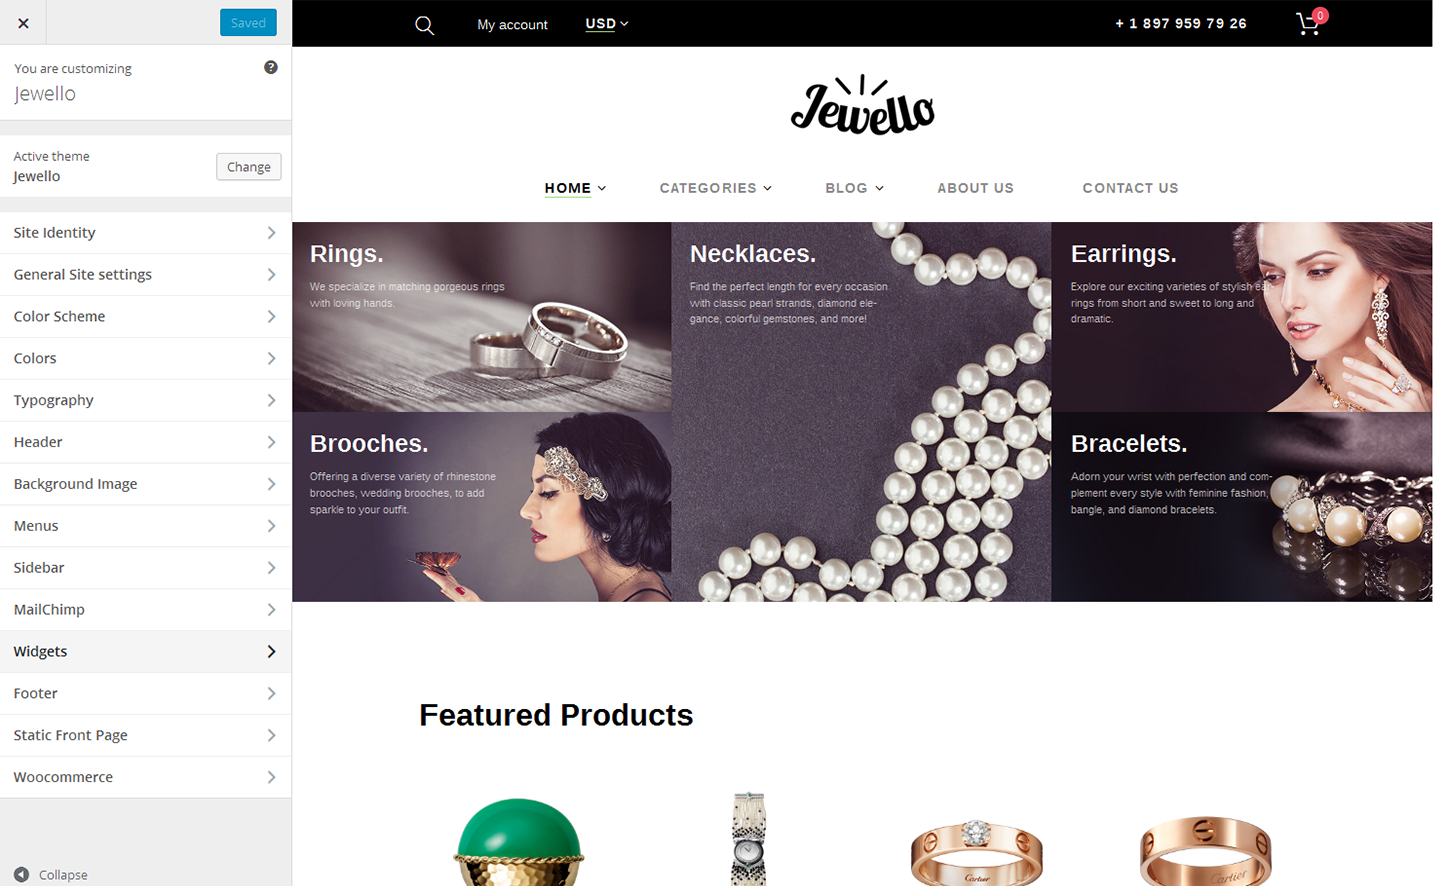 Saved
You are customizing
Jewello
Active theme
Jewello
Change
Site Identity
General Site settings
Color Scheme
Colors
Typography
Header
Background Image
Menus
Sidebar
MailChimp
Widgets
Footer
Static Front Page
Woocommerce
Collapse
My account
USD
+ 1 897 959 79 26
0
Jewello
HOME
CATEGORIES
BLOG
ABOUT US
CONTACT US
Rings.
We specialize in matching gorgeous rings
with loving hands.
Necklaces.
Find the perfect length for every occasion
with classic pearl strands, diamond ele-
gance, colorful gemstones, and more!
Earrings.
Explore our exciting varieties of stylish ear-
rings from short and sweet to long and
dramatic.
Brooches.
Offering a diverse variety of rhinestone
brooches, wedding brooches, to add
sparkle to your outfit.
Bracelets.
Adorn your wrist with perfection and com-
plement every style with feminine fashion,
bangle, and diamond bracelets.
Featured Products
Cartier
Cartier